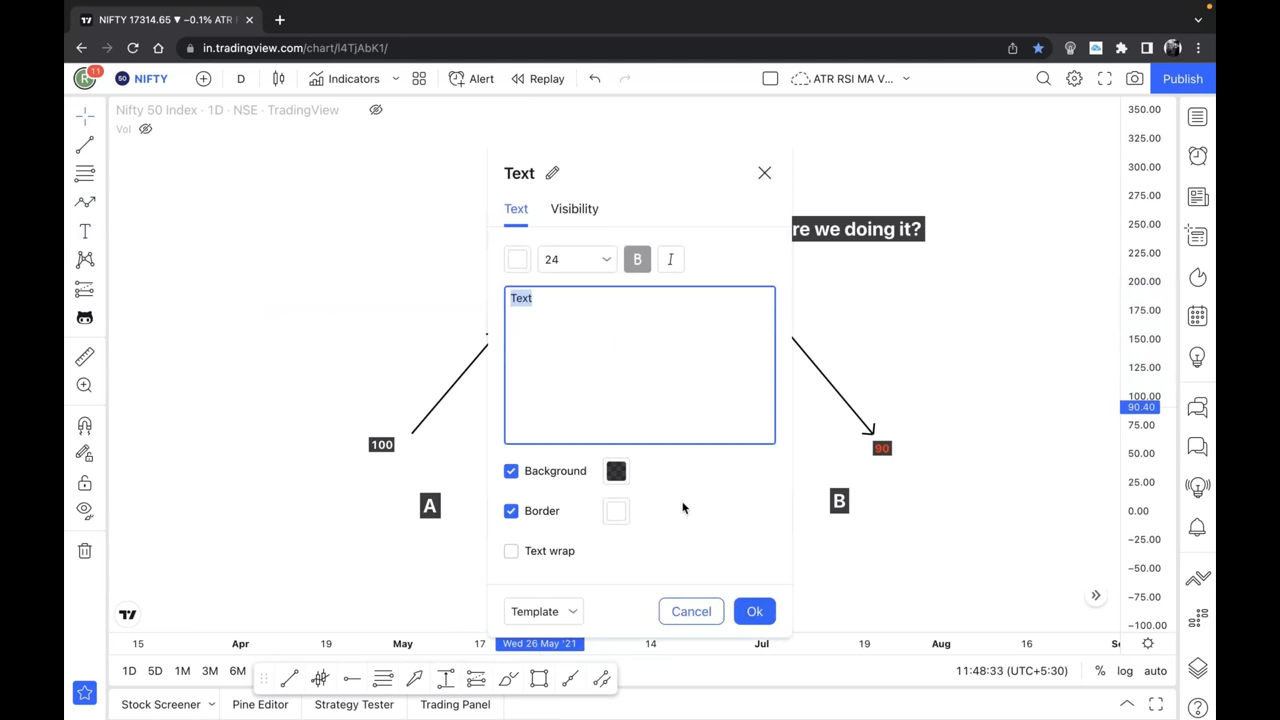 NIFTY 17314.65 ▼ −0.1% ATR
in.tradingview.com/chart/l4TjAbK1/
R 11
50 NIFTY
D
Indicators
Alert
Replay
ATR RSI MA V...
Publish
Nifty 50 Index · 1D · NSE · TradingView
Vol
Text
Text
Visibility
24
B
I
Text
Background
Border
Text wrap
Template
Cancel
Ok
re we doing it?
100
A
90
B
350.00
325.00
300.00
275.00
250.00
225.00
200.00
175.00
150.00
125.00
100.00
90.40
75.00
50.00
25.00
0.00
−25.00
−50.00
−75.00
−100.00
15
Apr
19
May
17
Wed 26 May '21
14
Jul
19
Aug
16
Se
1D
5D
1M
3M
6M
11:48:33 (UTC+5:30)
%
log
auto
Stock Screener
Pine Editor
Strategy Tester
Trading Panel